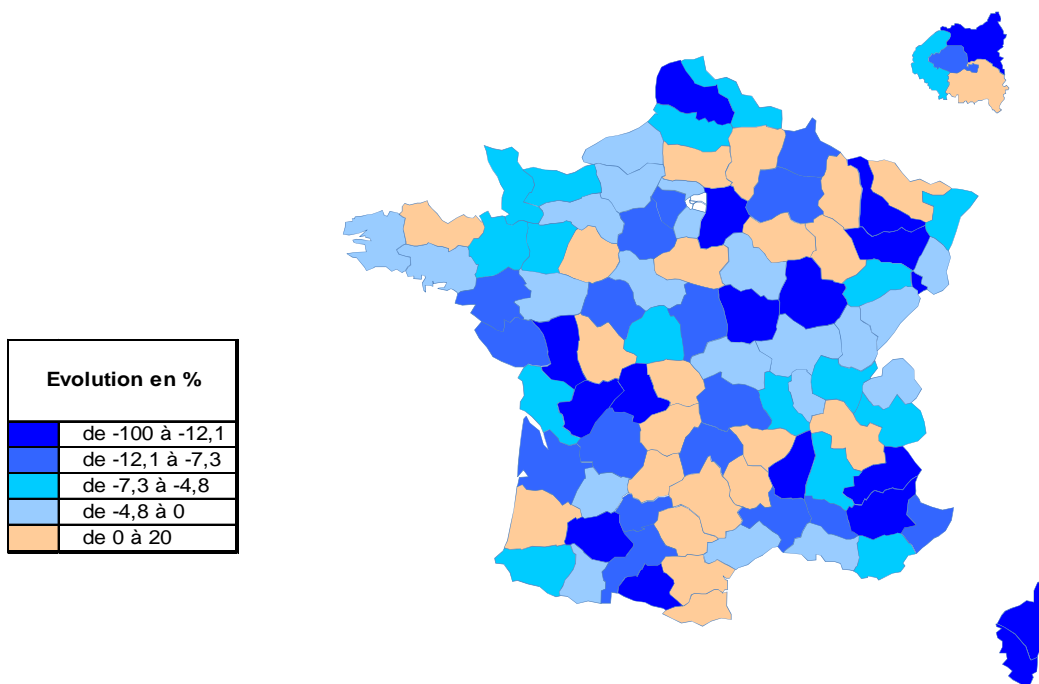 Evolution en %
de -100 à -12,1
de -12,1 à -7,3
de -7,3 à -4,8
de -4,8 à 0
de 0 à 20